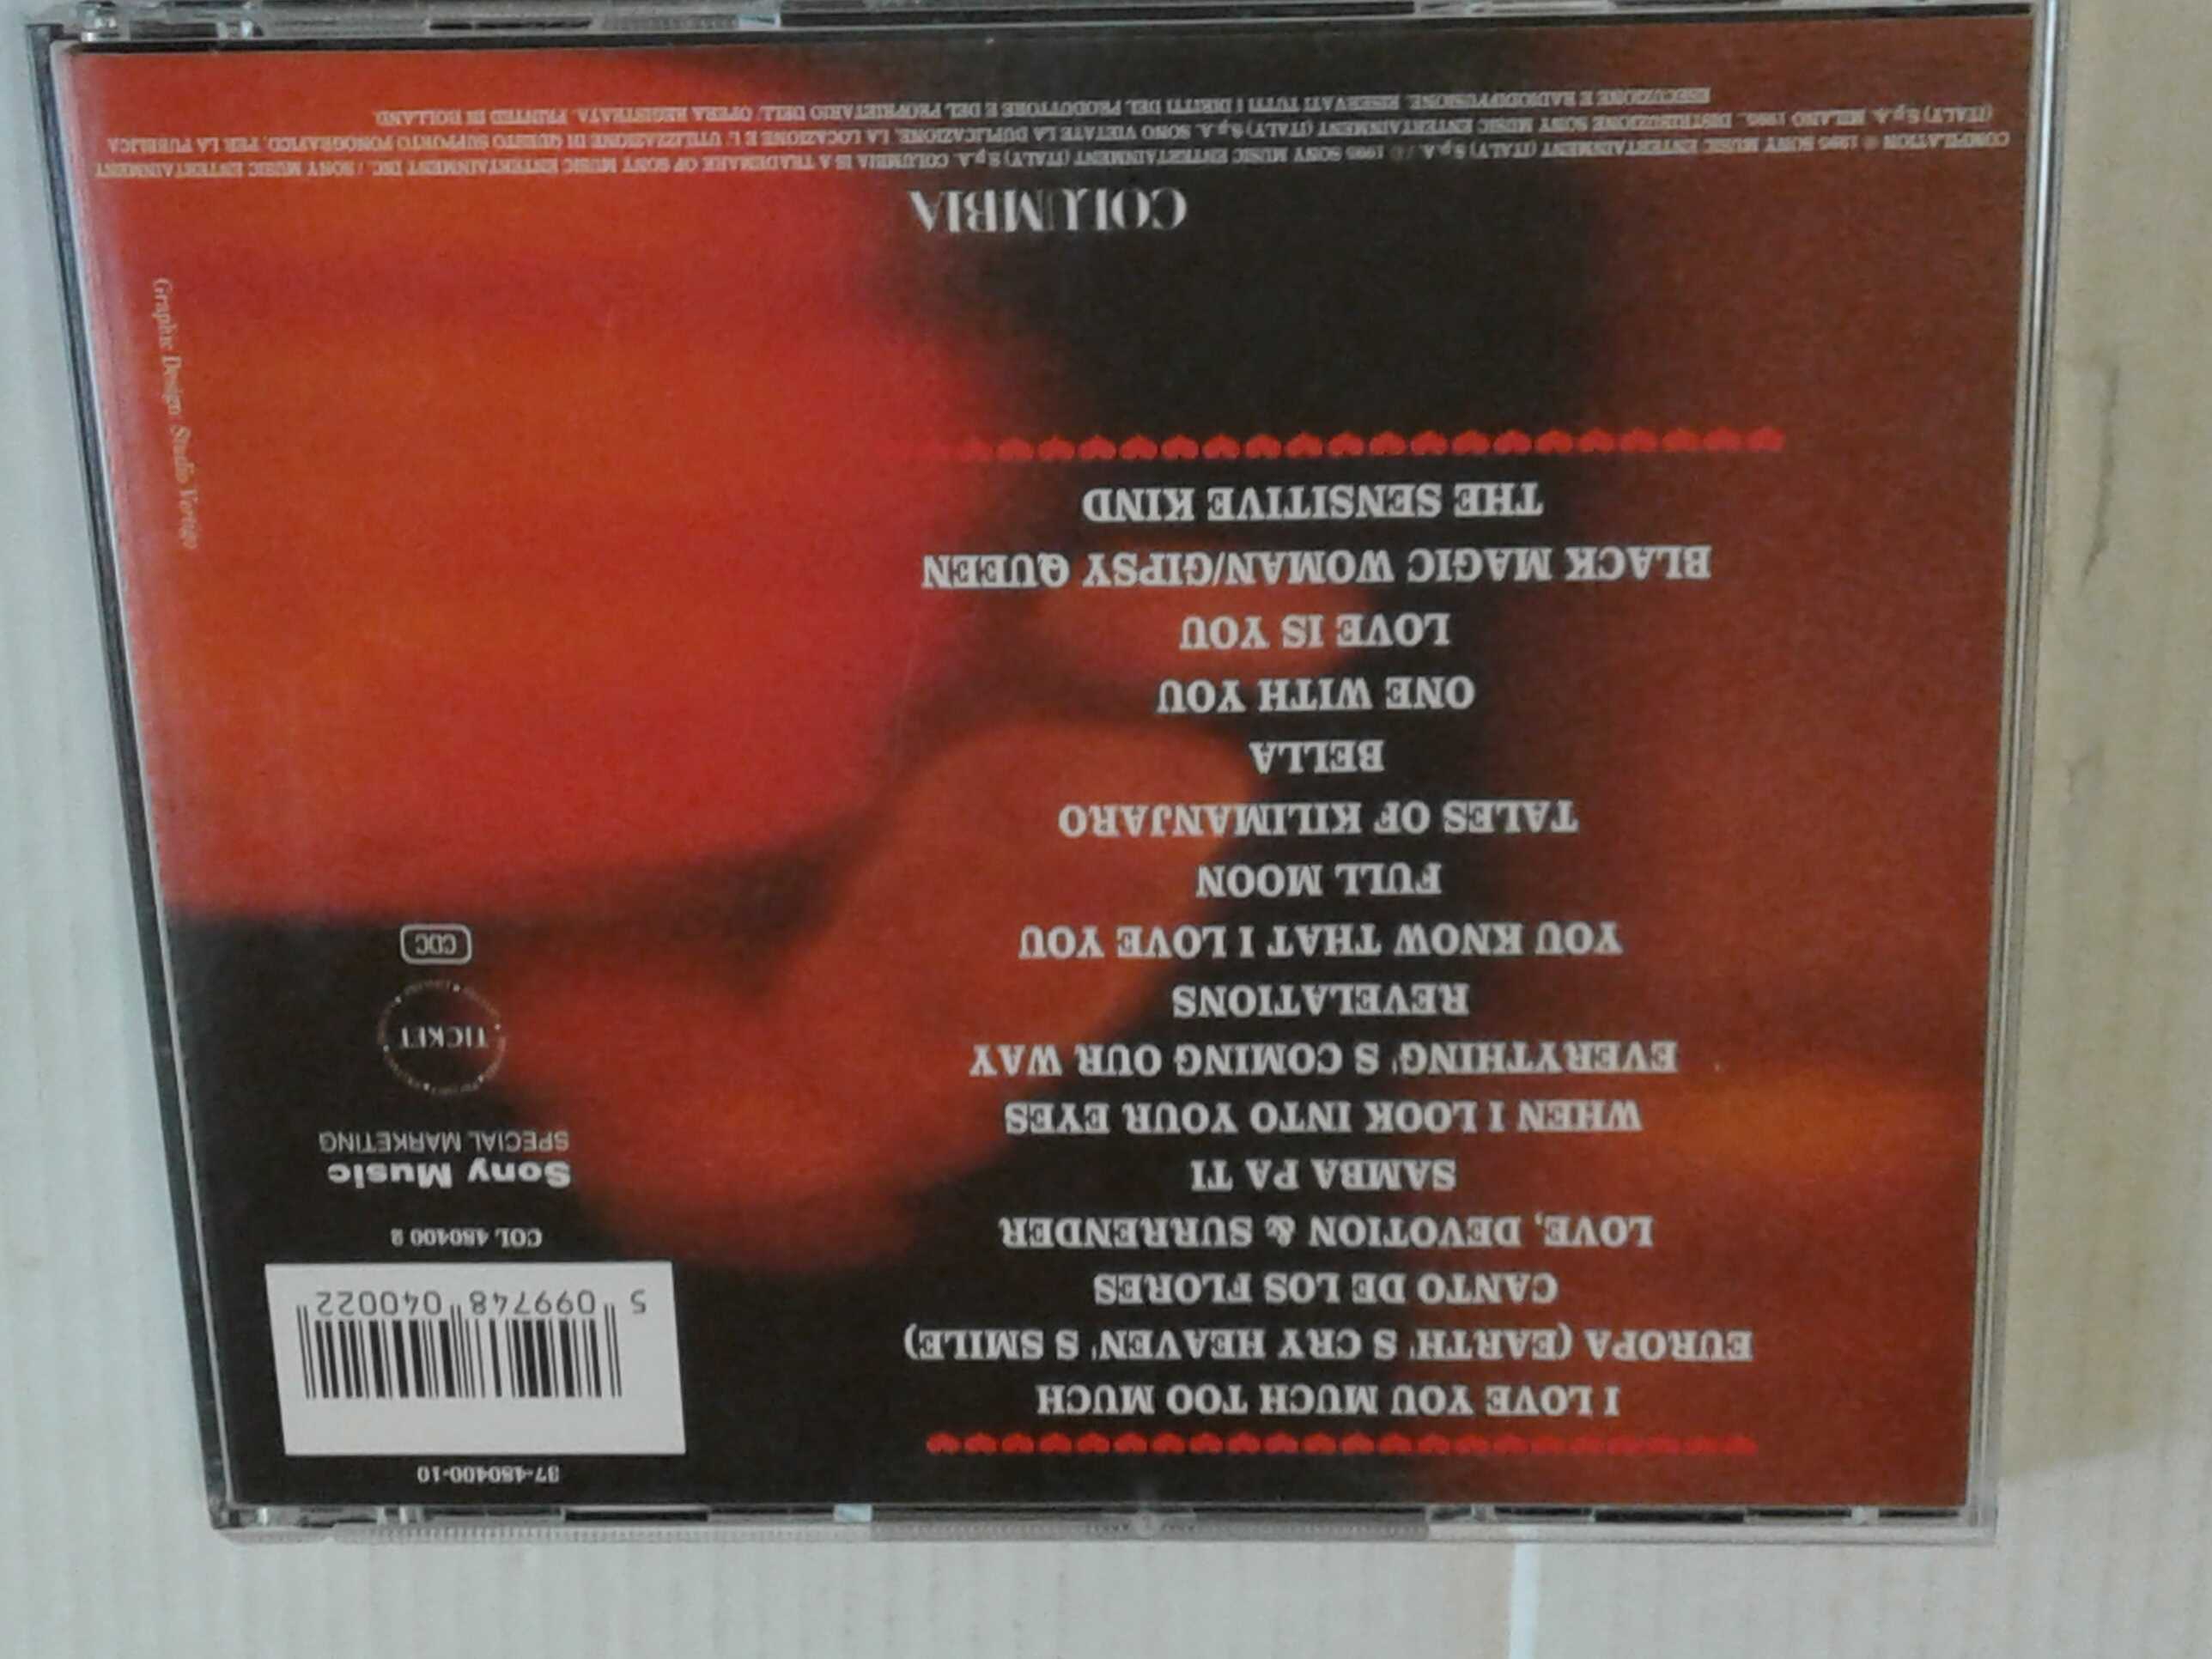 37-480400-10
5 099748 040022
COL 480400 2
Sony Music
SPECIAL MARKETING
TICKET
CDC
I LOVE YOU MUCH TOO MUCH
EUROPA (EARTH' S CRY HEAVEN' S SMILE)
CANTO DE LOS FLORES
LOVE, DEVOTION & SURRENDER
SAMBA PA TI
WHEN I LOOK INTO YOUR EYES
EVERYTHING' S COMING OUR WAY
REVELATIONS
YOU KNOW THAT I LOVE YOU
FULL MOON
TALES OF KILIMANJARO
BELLA
ONE WITH YOU
LOVE IS YOU
BLACK MAGIC WOMAN/GIPSY QUEEN
THE SENSITIVE KIND
Graphic Design: Studio Vertigo
COLUMBIA
COMPILATION ℗ 1995 SONY MUSIC ENTERTAINMENT (ITALY) S.p.A. / © 1995 SONY MUSIC ENTERTAINMENT (ITALY) S.p.A. COLUMBIA IS A TRADEMARK OF SONY MUSIC ENTERTAINMENT INC. / SONY MUSIC ENTERTAINMENT
(ITALY) S.p.A. MILANO 1995. DISTRIBUZIONE SONY MUSIC ENTERTAINMENT (ITALY) S.p.A. SONO VIETATE LA DUPLICAZIONE, LA LOCAZIONE E L'UTILIZZAZIONE DI QUESTO SUPPORTO FONOGRAFICO, PER LA PUBBLICA
ESECUZIONE E RADIODIFFUSIONE. RISERVATI TUTTI I DIRITTI DEL PRODUTTORE E DEL PROPRIETARIO DELL' OPERA REGISTRATA. PRINTED IN HOLLAND.